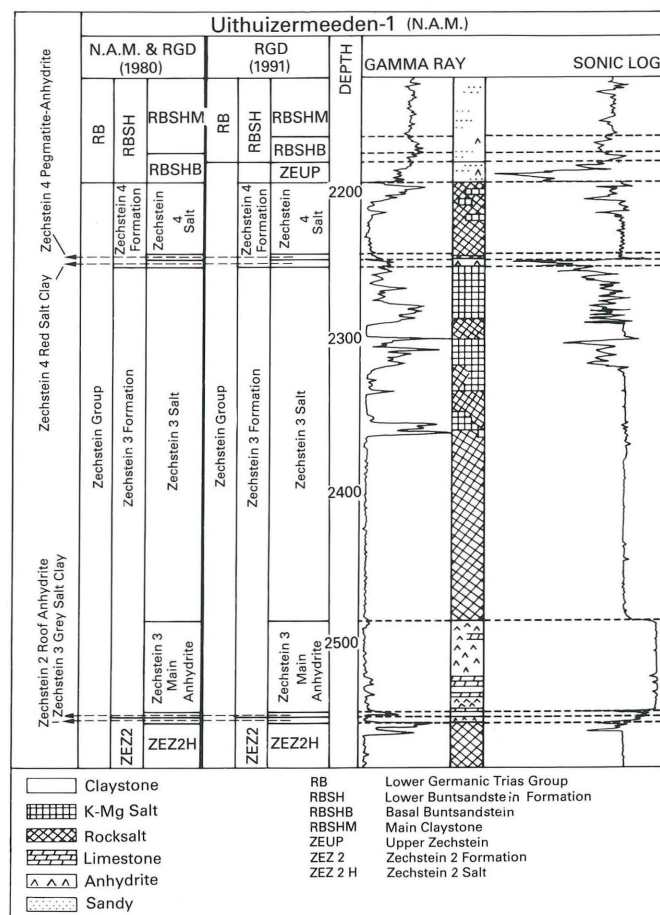 Uithuizermeeden-1 (N.A.M.)
N.A.M. & RGD
(1980)
RGD
(1991)
DEPTH
GAMMA RAY
SONIC LOG
RB
RBSH
RBSHM
RBSHB
RB
RBSH
RBSHM
RBSHB
ZEUP
Zechstein 4 Pegmatite-Anhydrite
Zechstein 4 Red Salt Clay
Zechstein 4
Formation
Zechstein
4
Salt
Zechstein 4
Formation
Zechstein
4
Salt
2200
2300
2400
2500
Zechstein Group
Zechstein 3 Formation
Zechstein 3 Salt
Zechstein Group
Zechstein 3 Formation
Zechstein 3 Salt
Zechstein 2 Roof Anhydrite
Zechstein 3 Grey Salt Clay
Zechstein 3
Main
Anhydrite
Zechstein 3
Main
Anhydrite
ZEZ2
ZEZ2H
ZEZ2
ZEZ2H
Claystone
K-Mg Salt
Rocksalt
Limestone
Anhydrite
Sandy
RB Lower Germanic Trias Group
RBSH Lower Buntsandstein Formation
RBSHB Basal Buntsandstein
RBSHM Main Claystone
ZEUP Upper Zechstein
ZEZ 2 Zechstein 2 Formation
ZEZ 2 H Zechstein 2 Salt